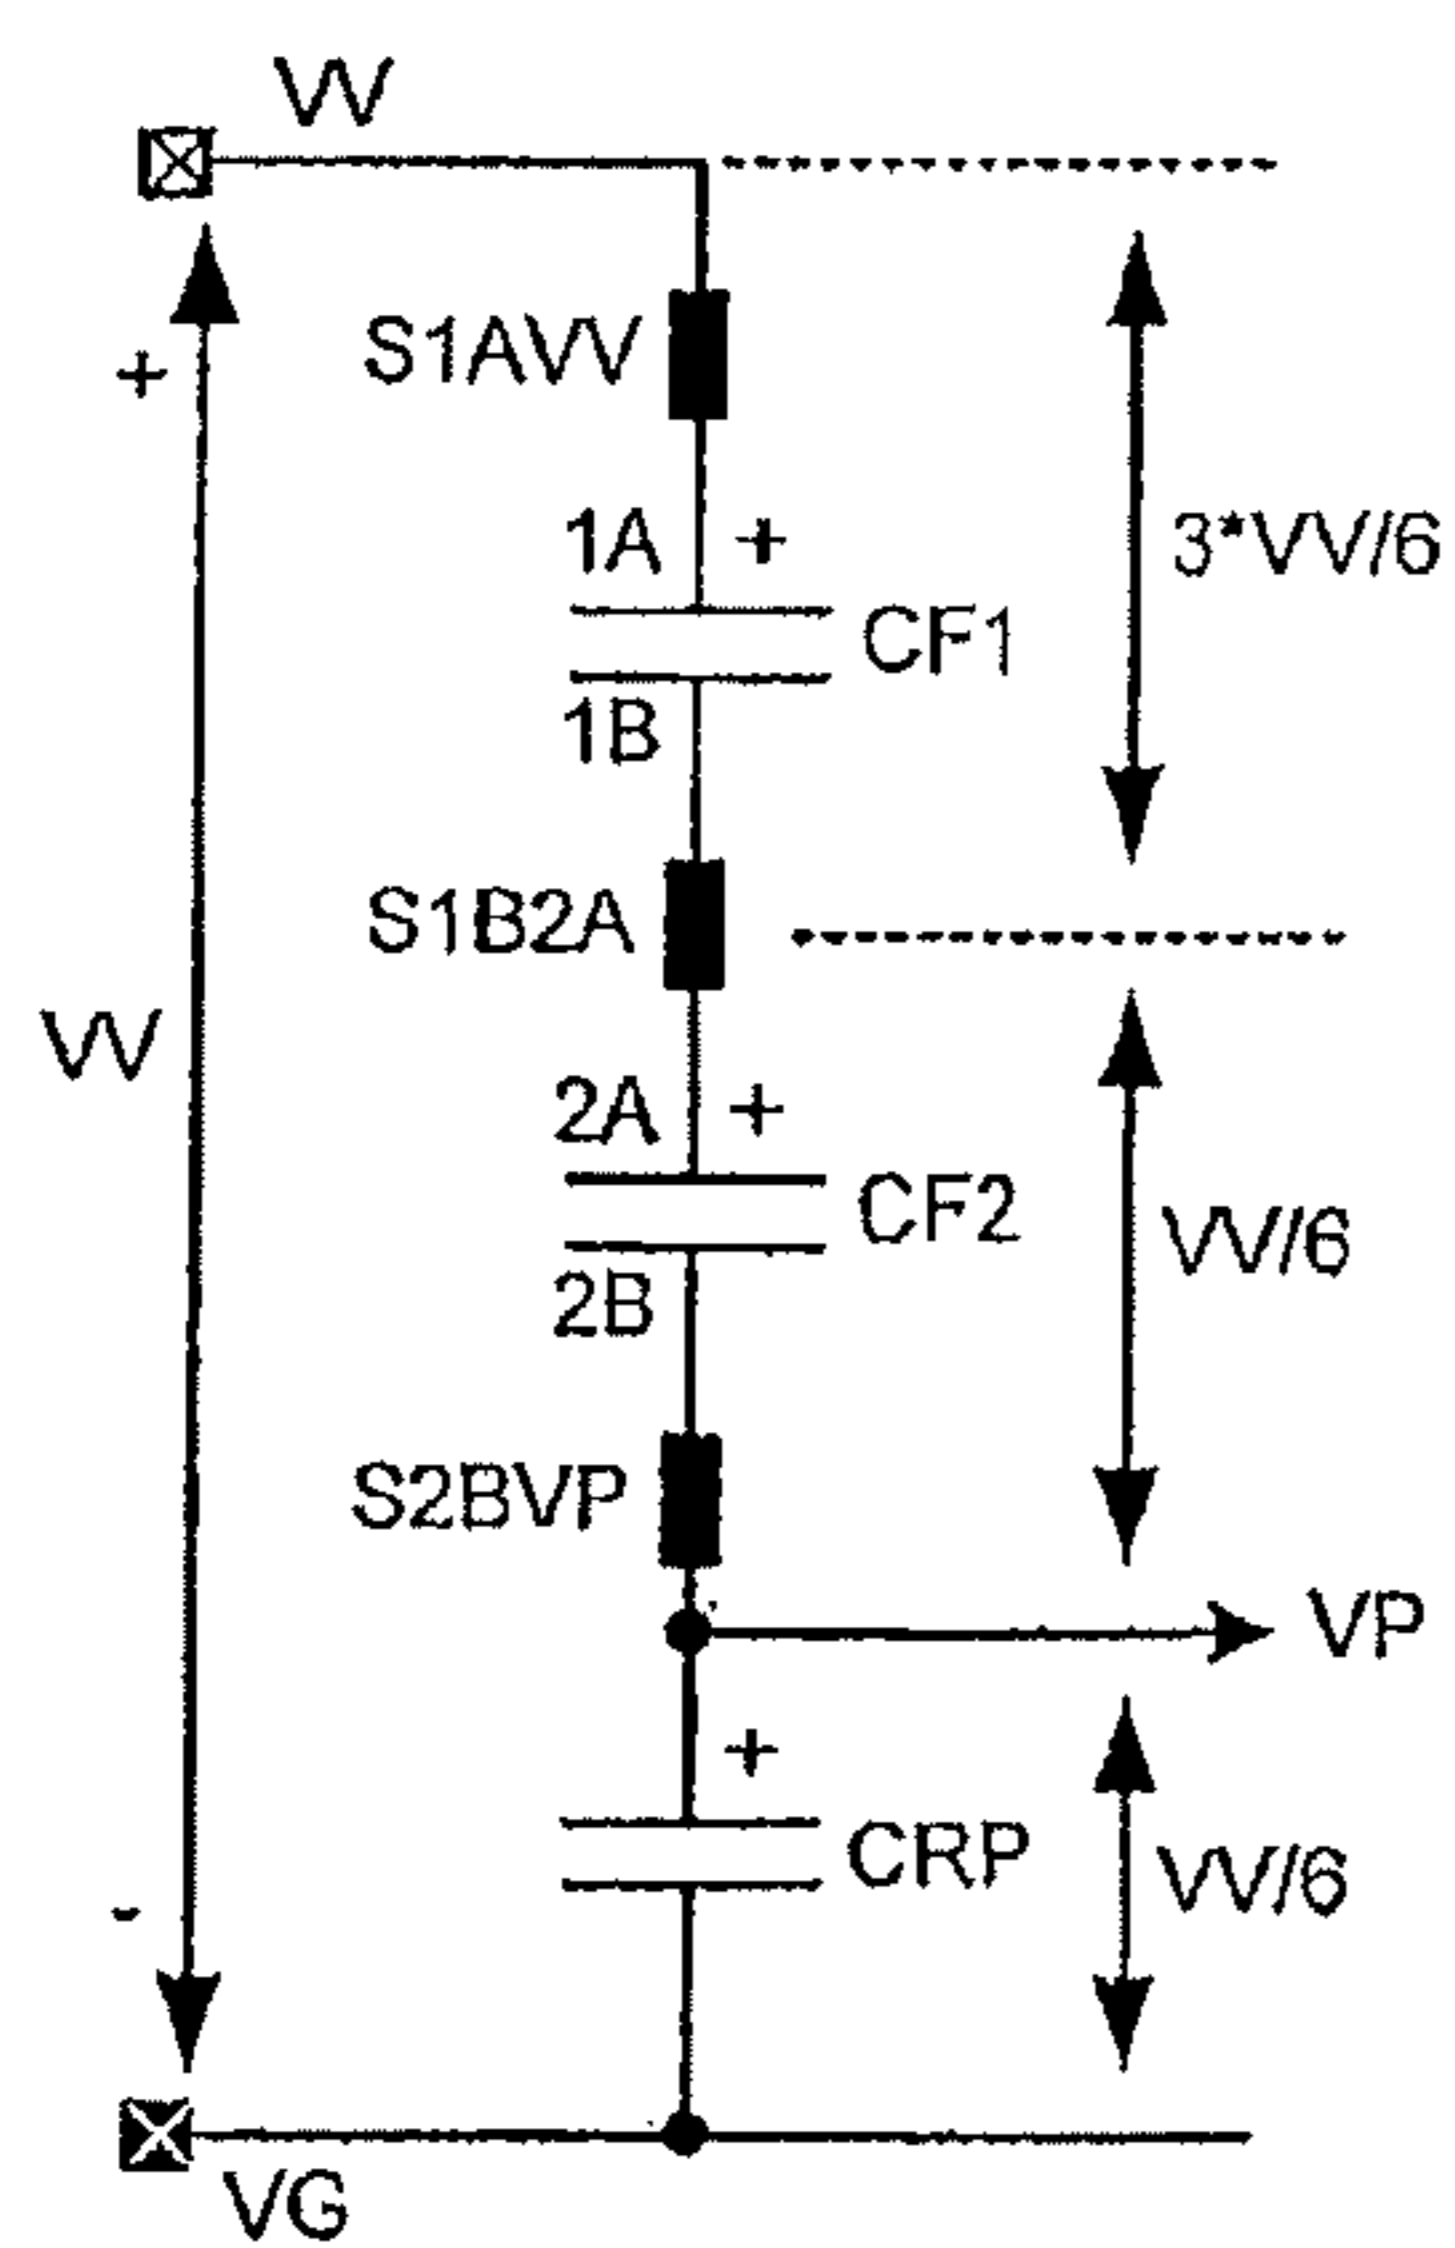 VV
S1AVV
+
1A +
3*VV/6
CF1
1B
S1B2A
VV
2A +
CF2
VV/6
2B
S2BVP
VP
+
CRP
VV/6
-
VG